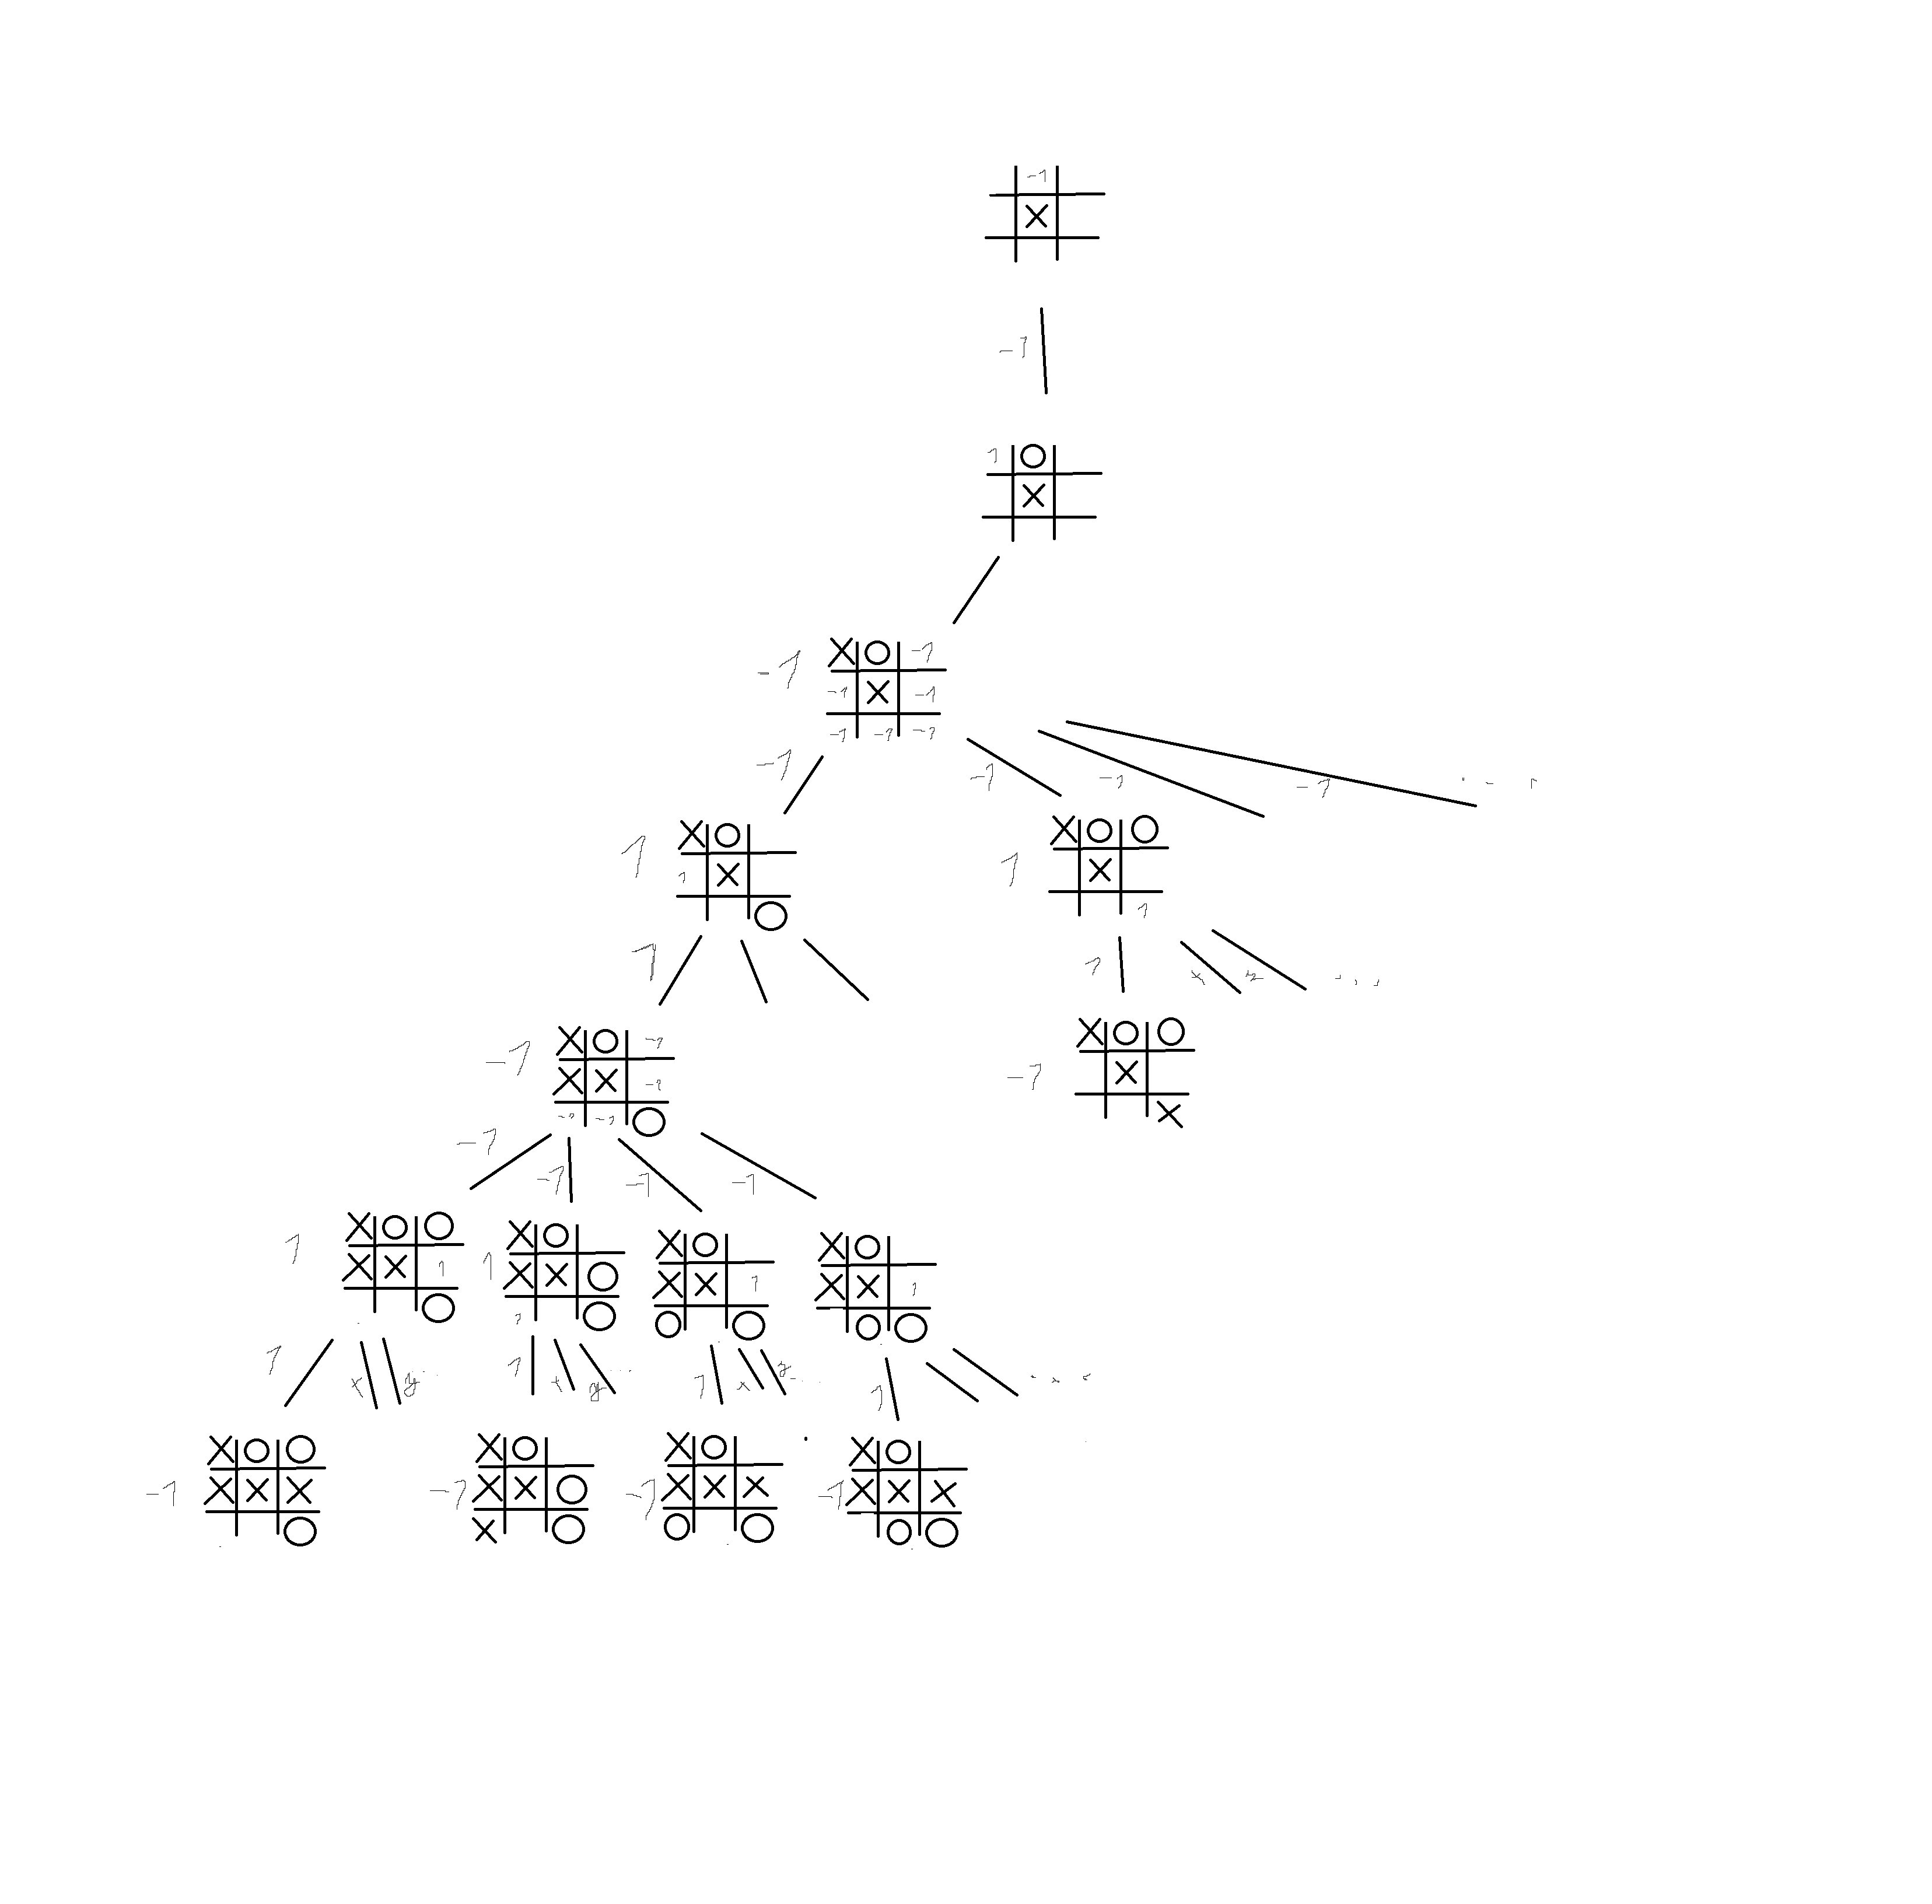 -1
X
-1
1 O
X
-1 X O -1
-1 X -1
-1 -1 -1
-1 -1 -1 -1
1 X O
1 X
O
1 X O O
X
1
1
1 x
-1 X O -1
X X -1
-1 -1 O
-1 X O O
X
X
-1 -1 -1 -1
1 X O O
X X 1
O
1 X O
X X O
O
X O
X X 1
O O
X O
X X 1
O O
1 x y
1 x y
1 x y
1
-1 X O O
X X X
O
-1 X O
X X O
X O
-1 X O
X X X
O O
-1 X O
X X X
O O